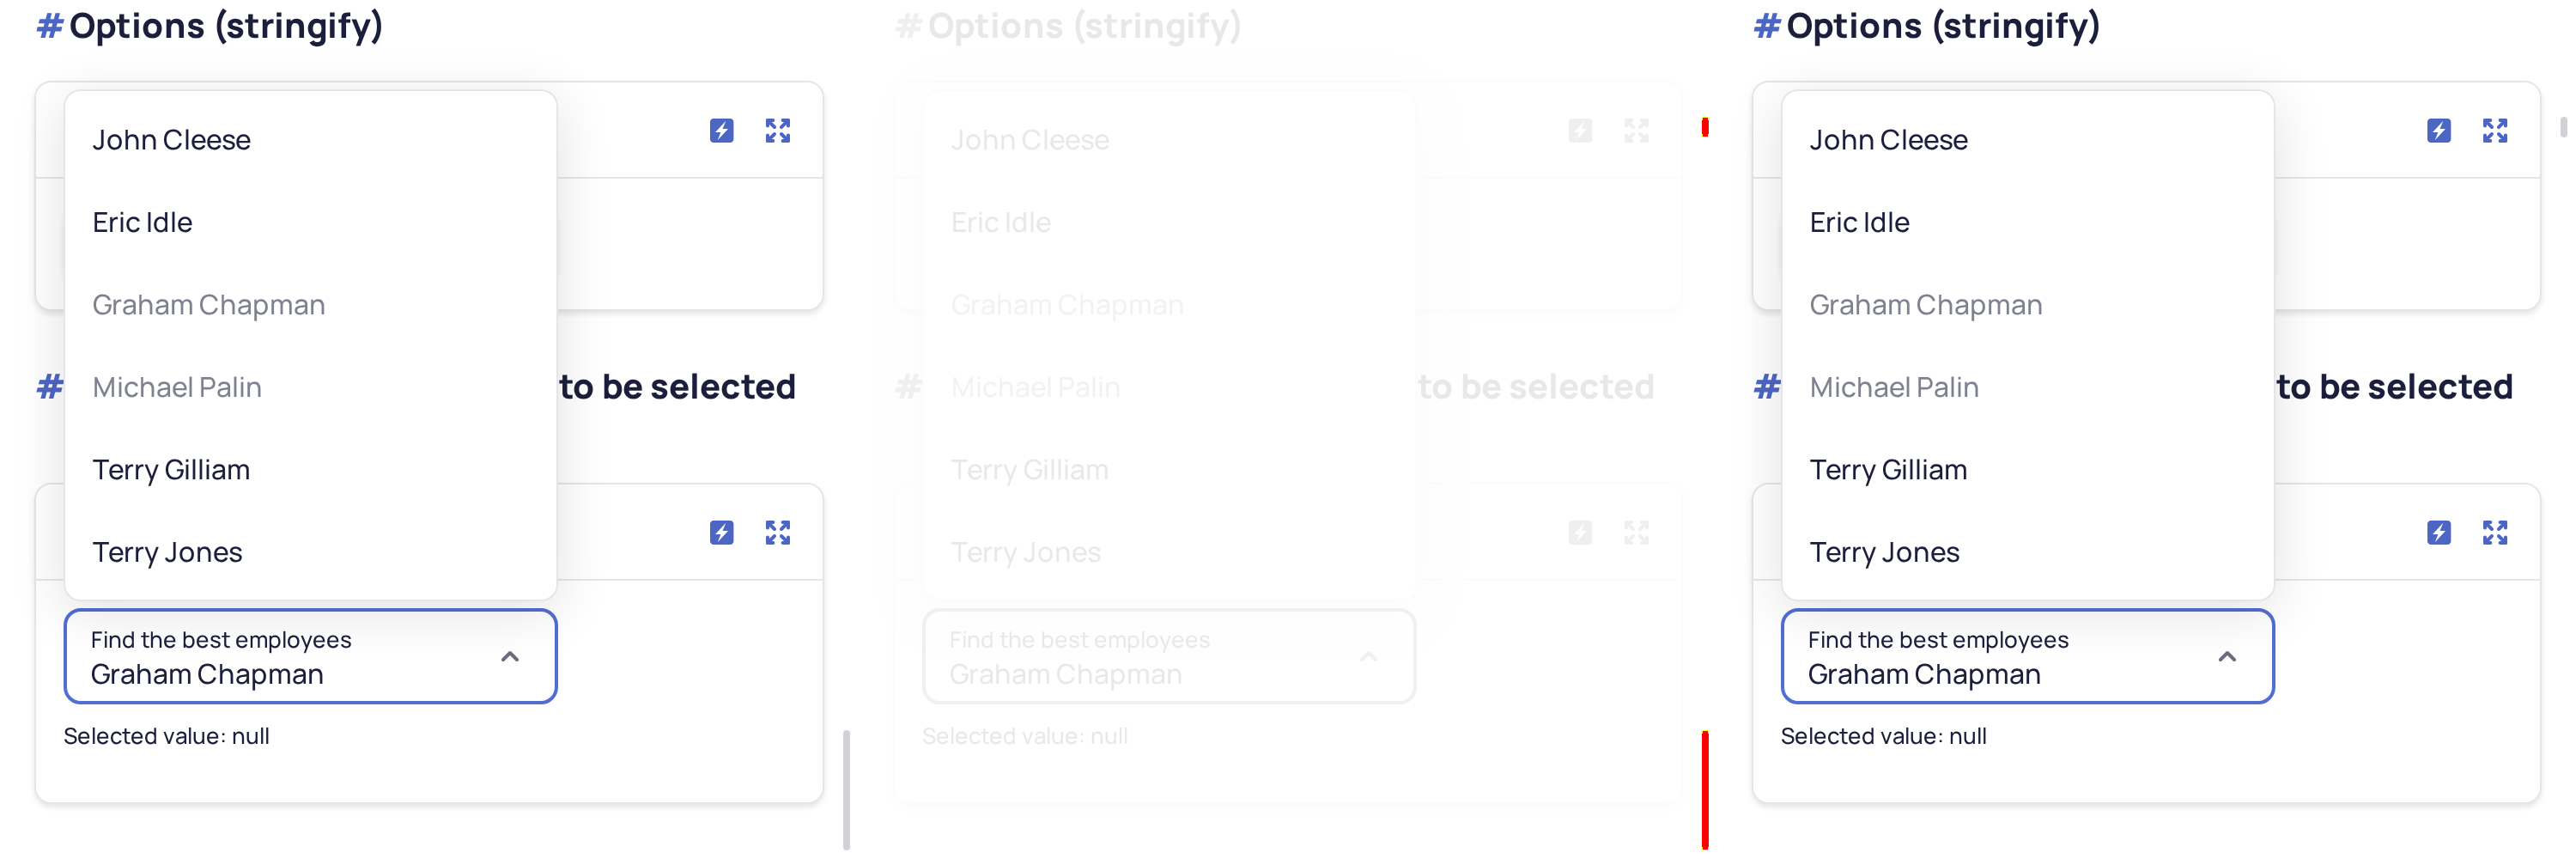 # Options (stringify)
John Cleese
Eric Idle
Graham Chapman
Michael Palin
# to be selected
Terry Gilliam
Terry Jones
Find the best employees
Graham Chapman
Selected value: null
# Options (stringify)
John Cleese
Eric Idle
Graham Chapman
Michael Palin
# to be selected
Terry Gilliam
Terry Jones
Find the best employees
Graham Chapman
Selected value: null
# Options (stringify)
John Cleese
Eric Idle
Graham Chapman
Michael Palin
# to be selected
Terry Gilliam
Terry Jones
Find the best employees
Graham Chapman
Selected value: null